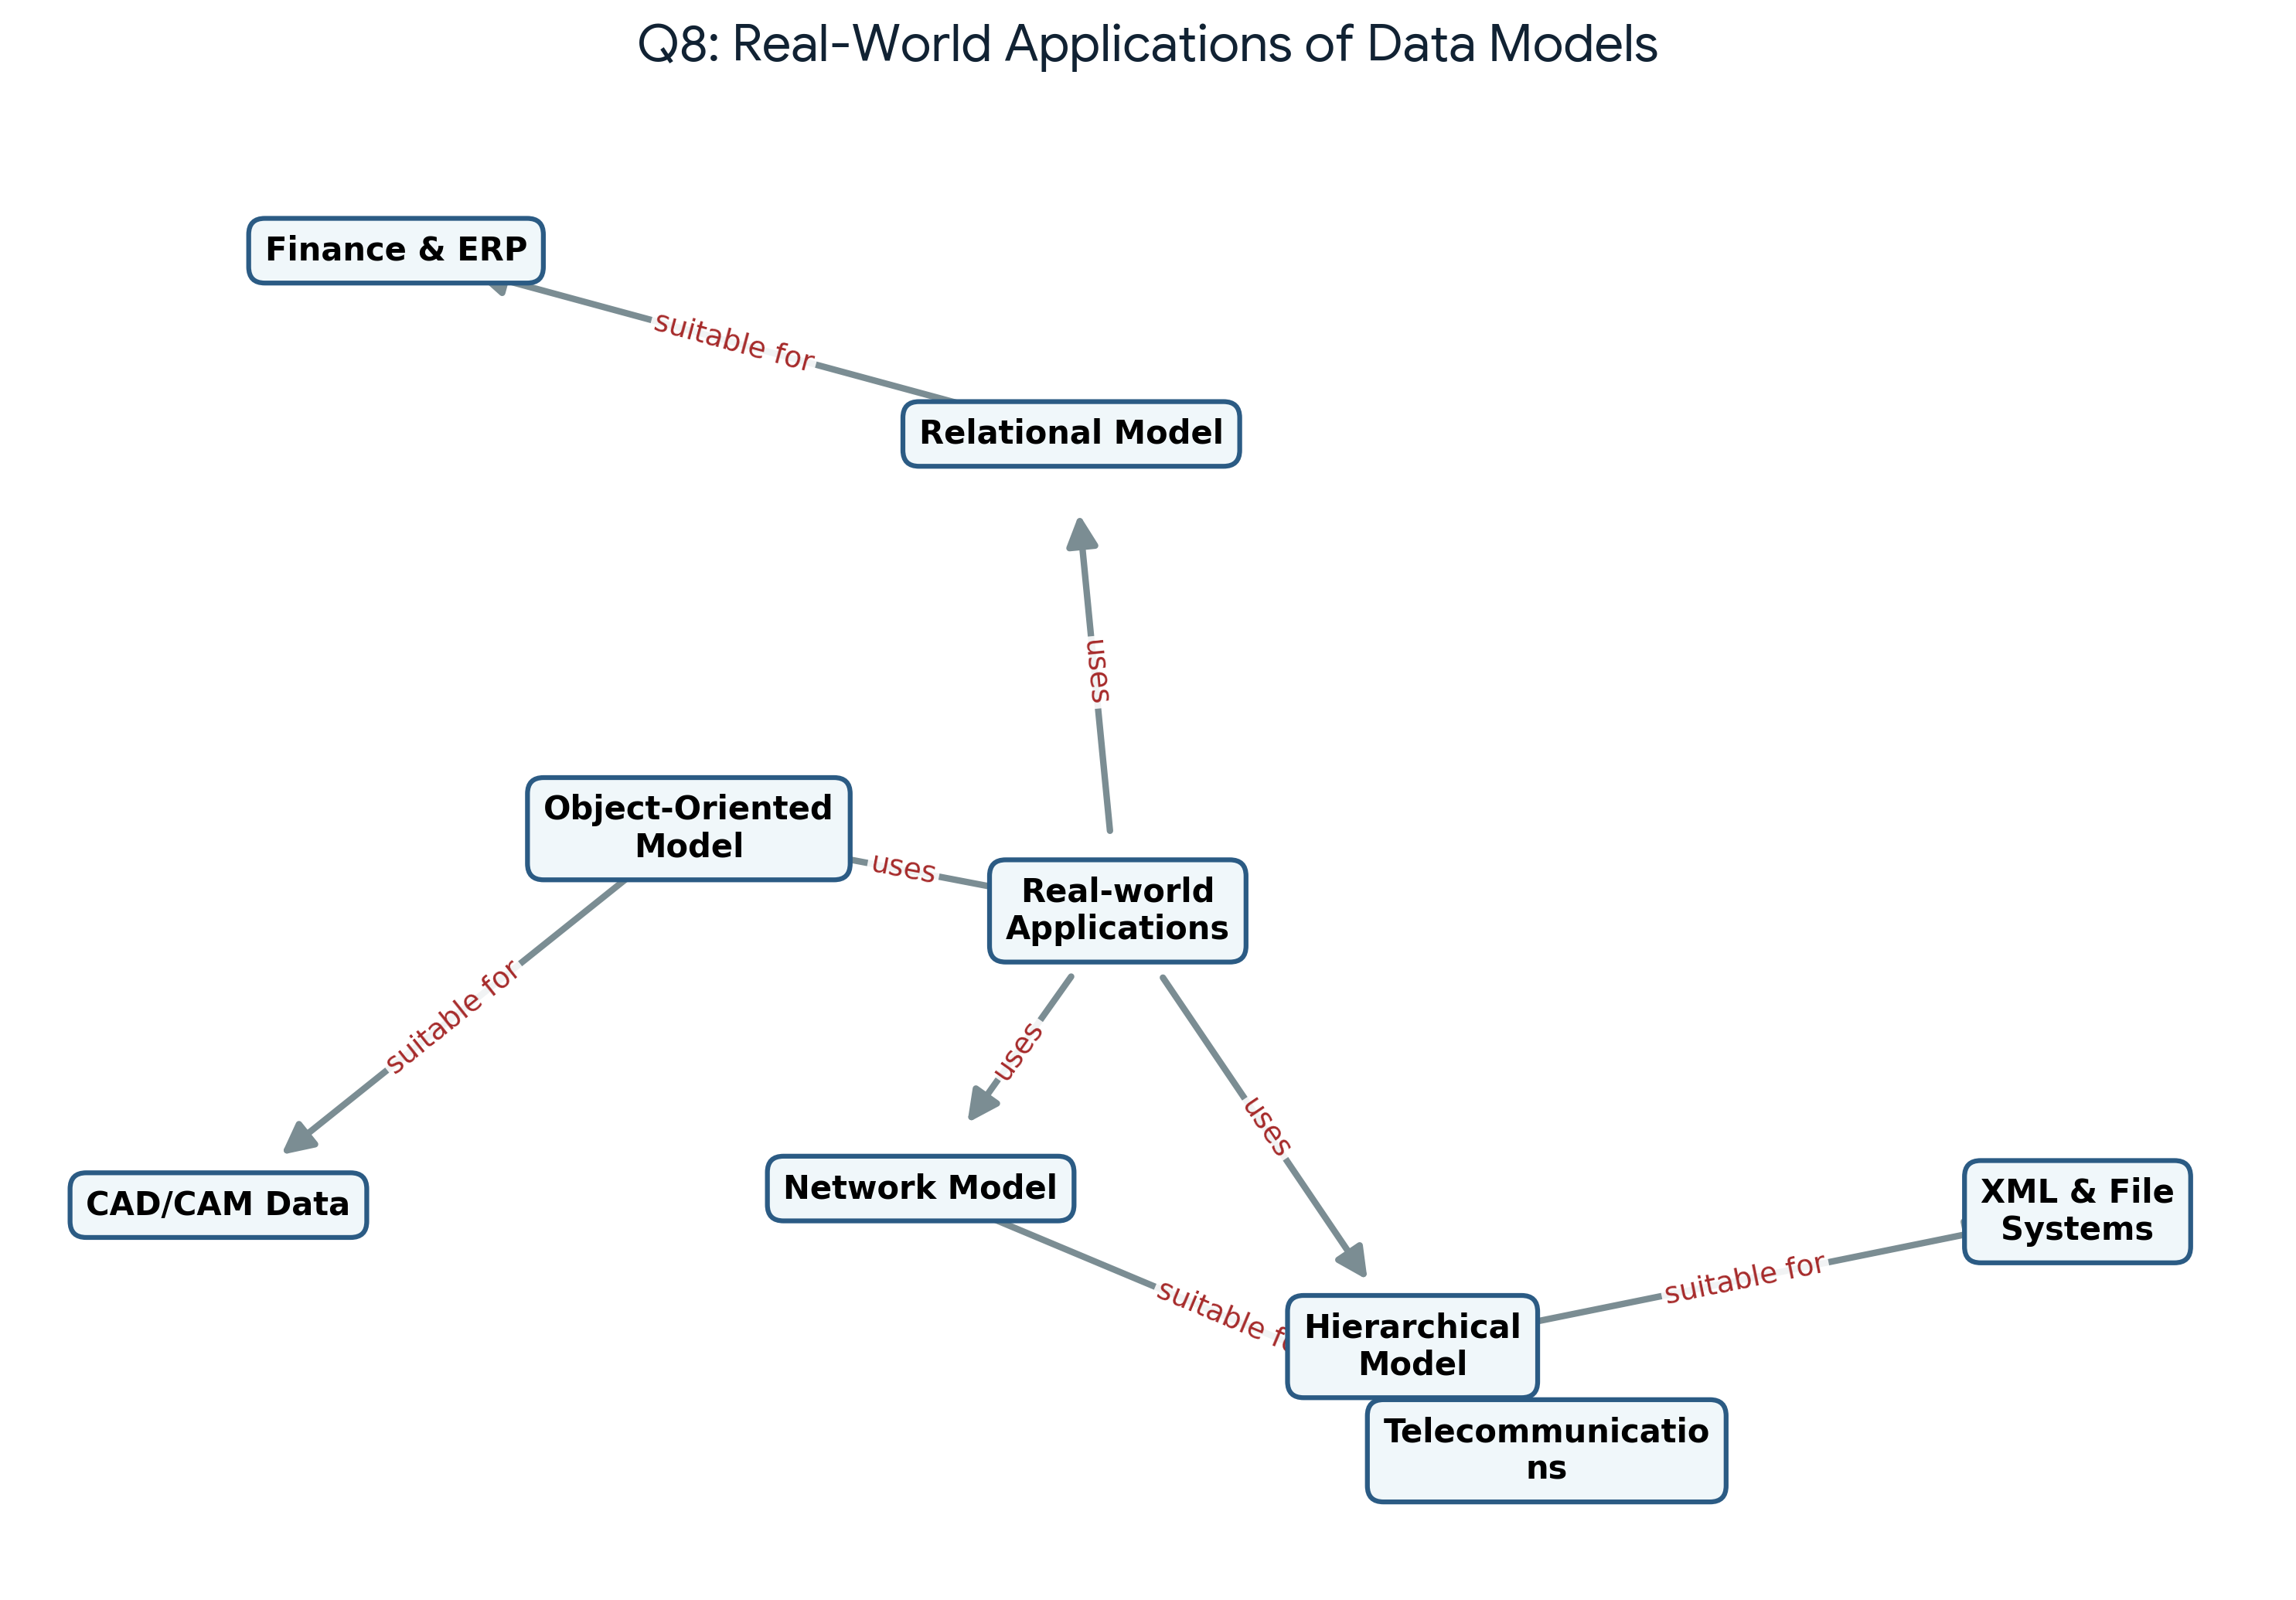 Q8: Real-World Applications of Data Models
Finance & ERP
suitable for
Relational Model
uses
Object-Oriented
Model
uses
Real-world
Applications
suitable for
uses
uses
CAD/CAM Data
Network Model
XML & File
Systems
suitable for
suitable
Hierarchical
Model
Telecommunicatio
ns